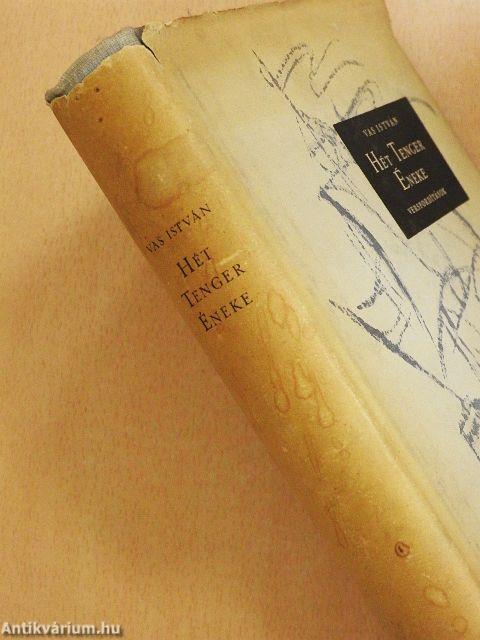 VAS ISTVÁN
HÉT TENGER
ÉNEKE
VERSFORDÍTÁSOK
VAS ISTVÁN
HÉT
TENGER
ÉNEKE
Antikvárium.hu